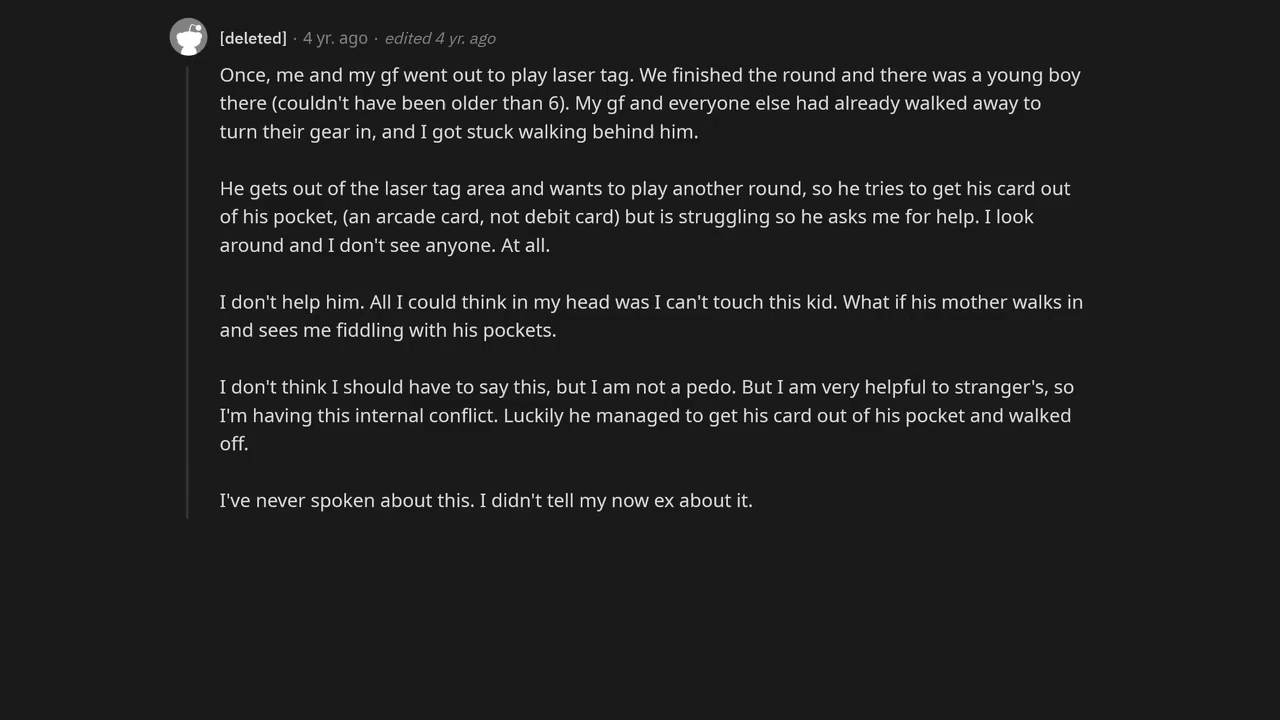 [deleted] · 4 yr. ago · edited 4 yr. ago
Once, me and my gf went out to play laser tag. We finished the round and there was a young boy
there (couldn't have been older than 6). My gf and everyone else had already walked away to
turn their gear in, and I got stuck walking behind him.
He gets out of the laser tag area and wants to play another round, so he tries to get his card out
of his pocket, (an arcade card, not debit card) but is struggling so he asks me for help. I look
around and I don't see anyone. At all.
I don't help him. All I could think in my head was I can't touch this kid. What if his mother walks in
and sees me fiddling with his pockets.
I don't think I should have to say this, but I am not a pedo. But I am very helpful to stranger's, so
I'm having this internal conflict. Luckily he managed to get his card out of his pocket and walked
off.
I've never spoken about this. I didn't tell my now ex about it.